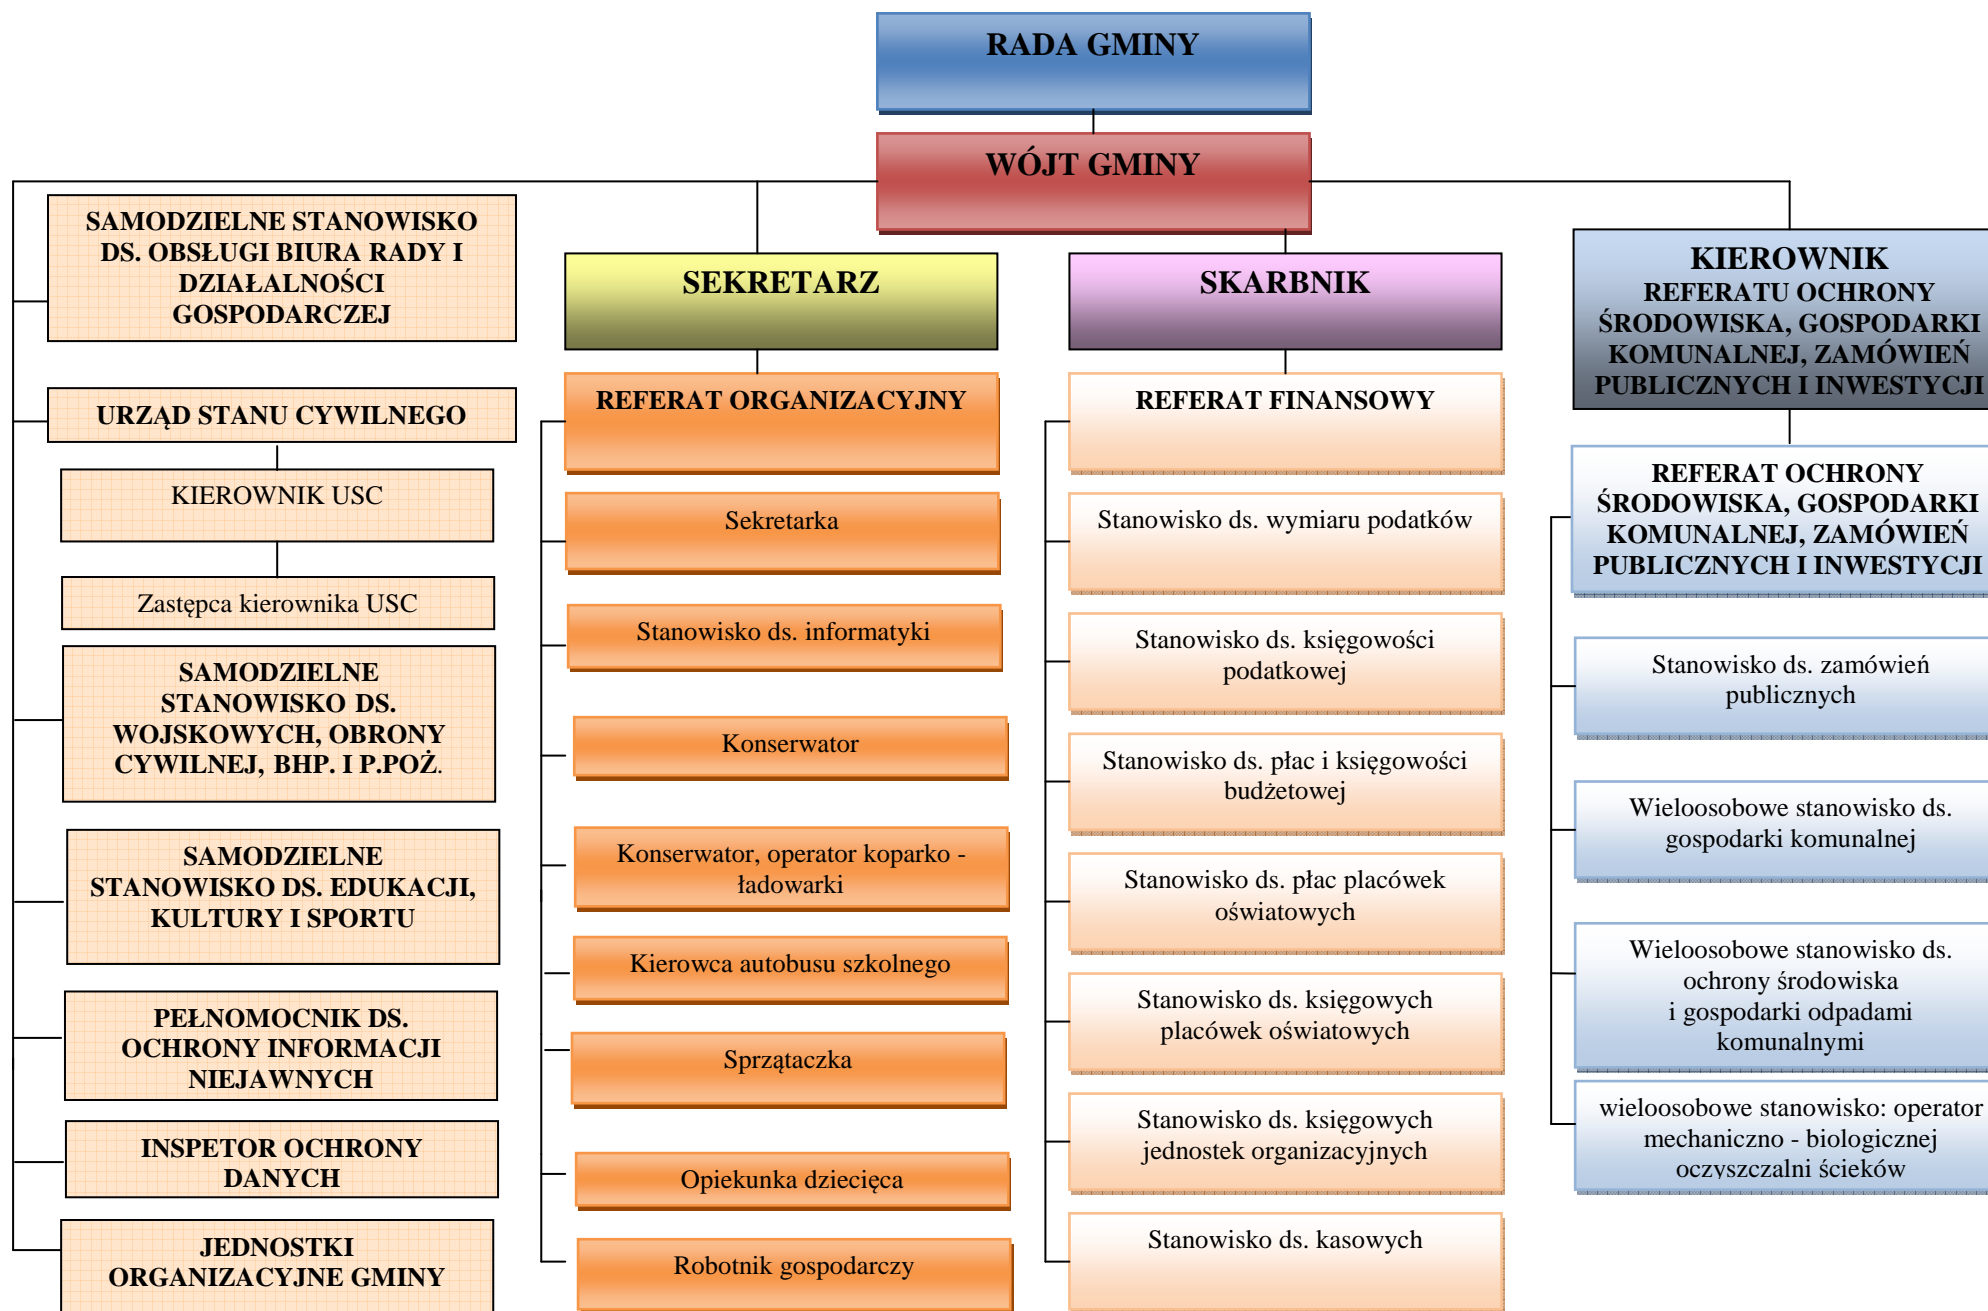 RADA GMINY
WÓJT GMINY
SAMODZIELNE STANOWISKO
DS. OBSŁUGI BIURA RADY I
DZIAŁALNOŚCI
GOSPODARCZEJ
URZĄD STANU CYWILNEGO
KIEROWNIK USC
Zastępca kierownika USC
SAMODZIELNE
STANOWISKO DS.
WOJSKOWYCH, OBRONY
CYWILNEJ, BHP. I P.POŻ.
SAMODZIELNE
STANOWISKO DS. EDUKACJI,
KULTURY I SPORTU
PEŁNOMOCNIK DS.
OCHRONY INFORMACJI
NIEJAWNYCH
INSPETOR OCHRONY
DANYCH
JEDNOSTKI
ORGANIZACYJNE GMINY
SEKRETARZ
REFERAT ORGANIZACYJNY
Sekretarka
Stanowisko ds. informatyki
Konserwator
Konserwator, operator koparko -
ładowarki
Kierowca autobusu szkolnego
Sprzątaczka
Opiekunka dziecięca
Robotnik gospodarczy
SKARBNIK
REFERAT FINANSOWY
Stanowisko ds. wymiaru podatków
Stanowisko ds. księgowości
podatkowej
Stanowisko ds. płac i księgowości
budżetowej
Stanowisko ds. płac placówek
oświatowych
Stanowisko ds. księgowych
placówek oświatowych
Stanowisko ds. księgowych
jednostek organizacyjnych
Stanowisko ds. kasowych
KIEROWNIK
REFERATU OCHRONY
ŚRODOWISKA, GOSPODARKI
KOMUNALNEJ, ZAMÓWIEŃ
PUBLICZNYCH I INWESTYCJI
REFERAT OCHRONY
ŚRODOWISKA, GOSPODARKI
KOMUNALNEJ, ZAMÓWIEŃ
PUBLICZNYCH I INWESTYCJI
Stanowisko ds. zamówień
publicznych
Wieloosobowe stanowisko ds.
gospodarki komunalnej
Wieloosobowe stanowisko ds.
ochrony środowiska
i gospodarki odpadami
komunalnymi
wieloosobowe stanowisko: operator
mechaniczno - biologicznej
oczyszczalni ścieków